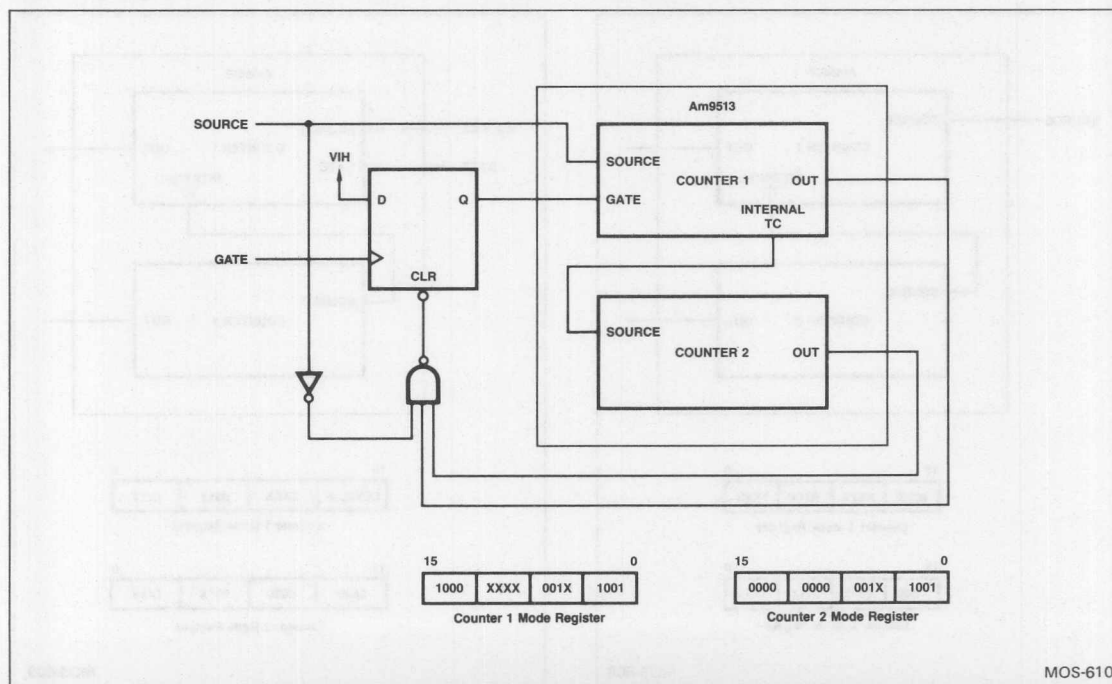 Am9513
SOURCE
VIH
D
Q
GATE
CLR
SOURCE
GATE
COUNTER 1
OUT
INTERNAL
TC
SOURCE
COUNTER 2
OUT
15 0
1000 XXXX 001X 1001
Counter 1 Mode Register
15 0
0000 0000 001X 1001
Counter 2 Mode Register
MOS-610